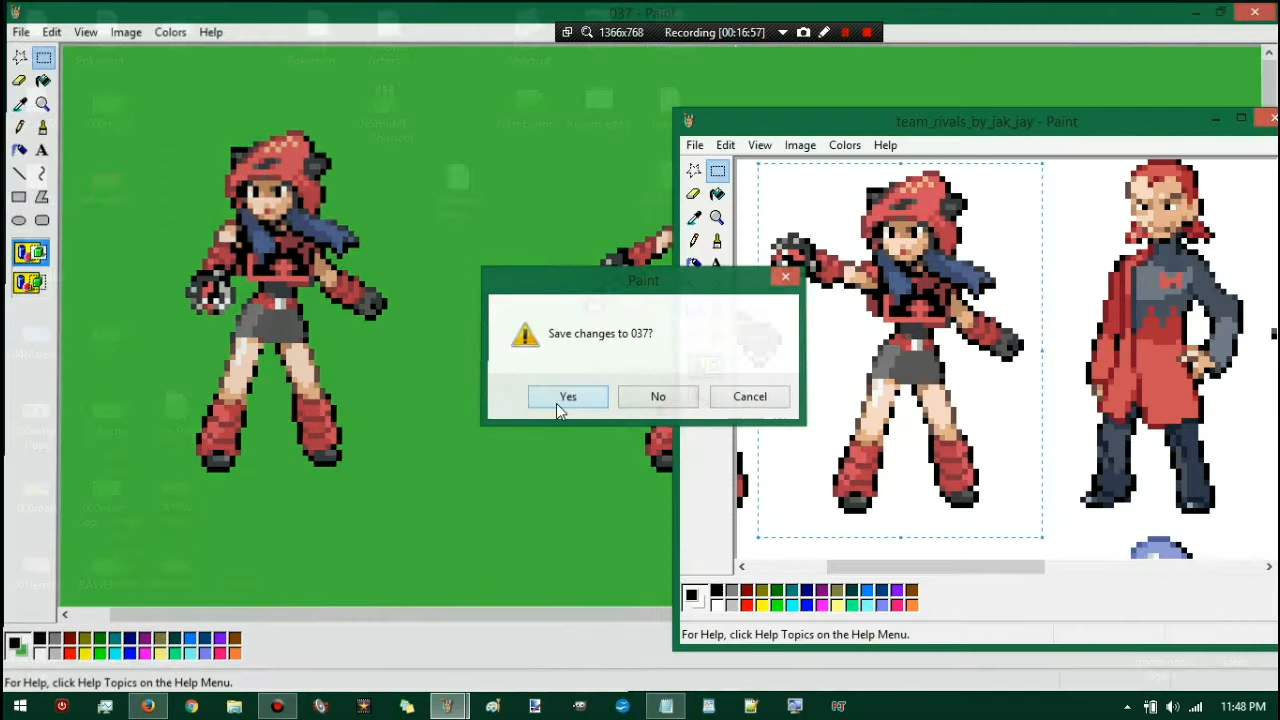 037 - Paint
File Edit View Image Colors Help
1366x768 Recording [00:16:57]
team_rivals_by_jak_jay - Paint
File Edit View Image Colors Help
Paint
Save changes to 037?
Yes No Cancel
For Help, click Help Topics on the Help Menu.
For Help, click Help Topics on the Help Menu.
11:48 PM